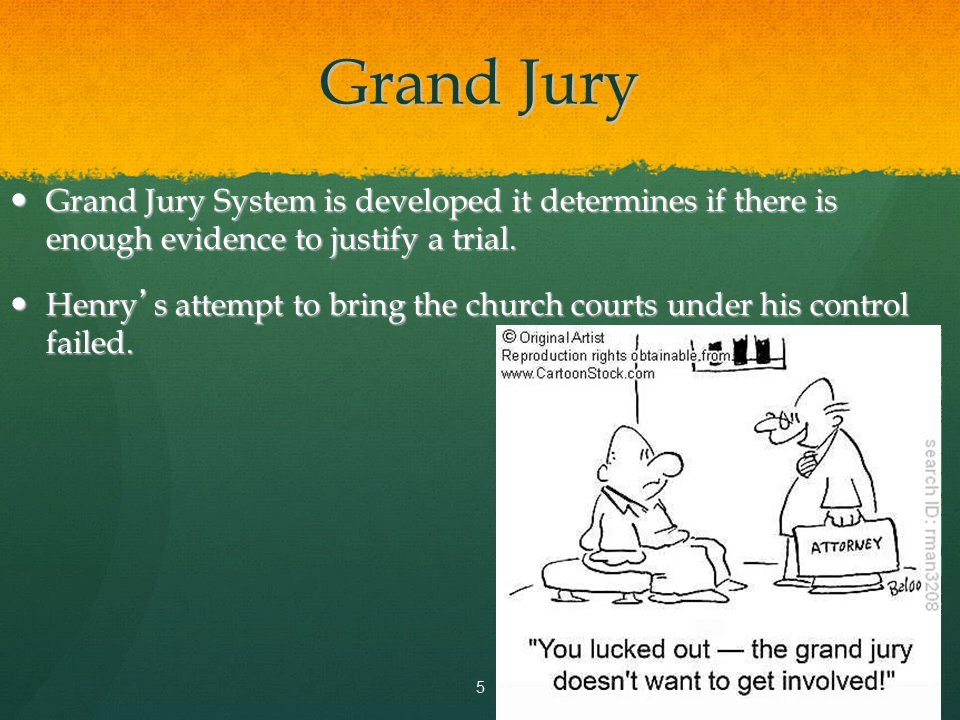 Grand Jury
• Grand Jury System is developed it determines if there is
enough evidence to justify a trial.
• Henry’s attempt to bring the church courts under his control
failed.
© Original Artist
Reproduction rights obtainable from
www.CartoonStock.com
search ID: rman3208
ATTORNEY
Baloo
"You lucked out — the grand jury
doesn't want to get involved!"
5